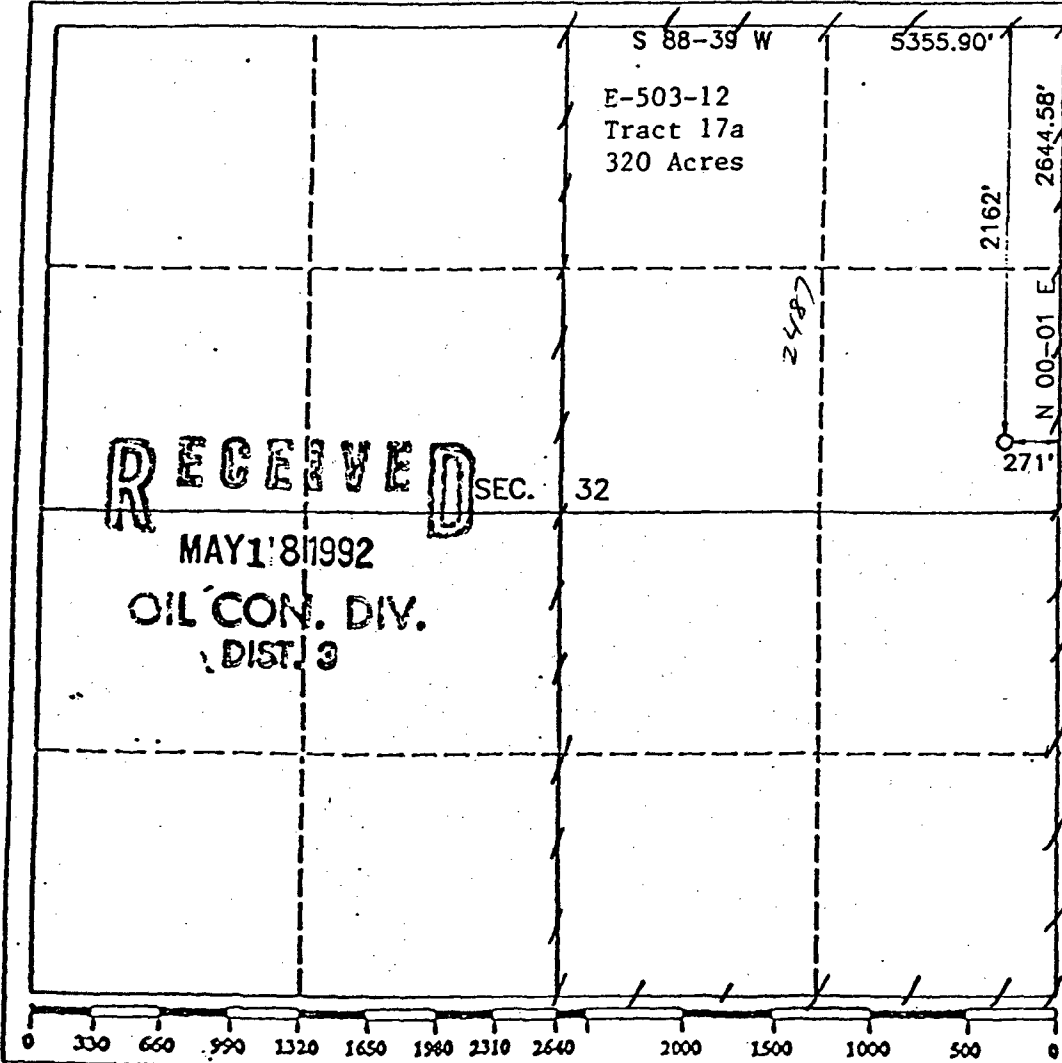 S 88-39 W 5355.90'
E-503-12
Tract 17a
320 Acres
2644.58'
2162'
2487
N 00-01 E
271'
RECEIVED
SEC. 32
MAY 18 1992
OIL CON. DIV.
DIST. 3
0 330 660 990 1320 1650 1980 2310 2640 2000 1500 1000 500 0